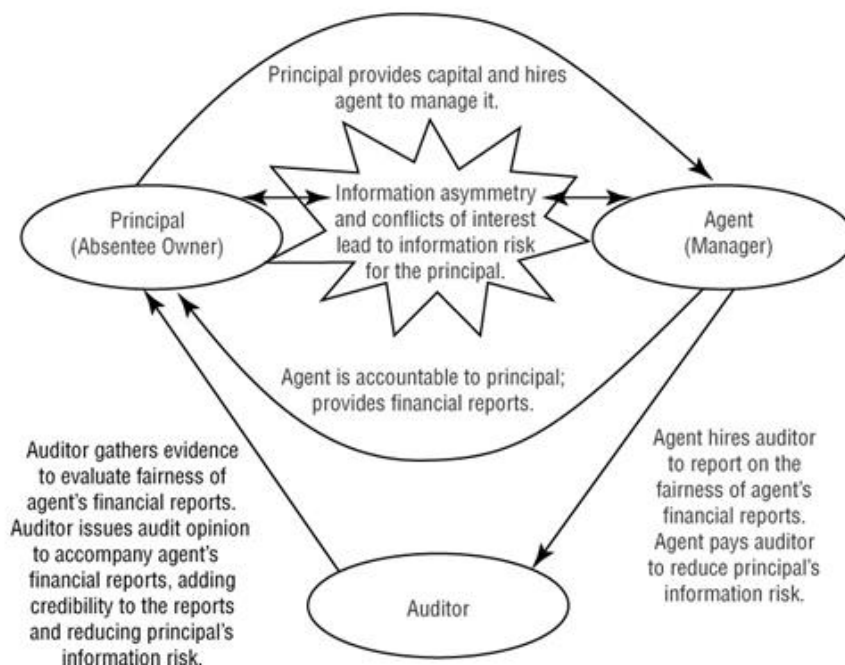 Principal provides capital and hires
agent to manage it.
Information asymmetry
and conflicts of interest
lead to information risk
for the principal.
Principal
(Absentee Owner)
Agent
(Manager)
Agent is accountable to principal;
provides financial reports.
Auditor gathers evidence
to evaluate fairness of
agent's financial reports.
Auditor issues audit opinion
to accompany agent's
financial reports, adding
credibility to the reports
and reducing principal's
information risk.
Agent hires auditor
to report on the
fairness of agent's
financial reports.
Agent pays auditor
to reduce principal's
information risk.
Auditor